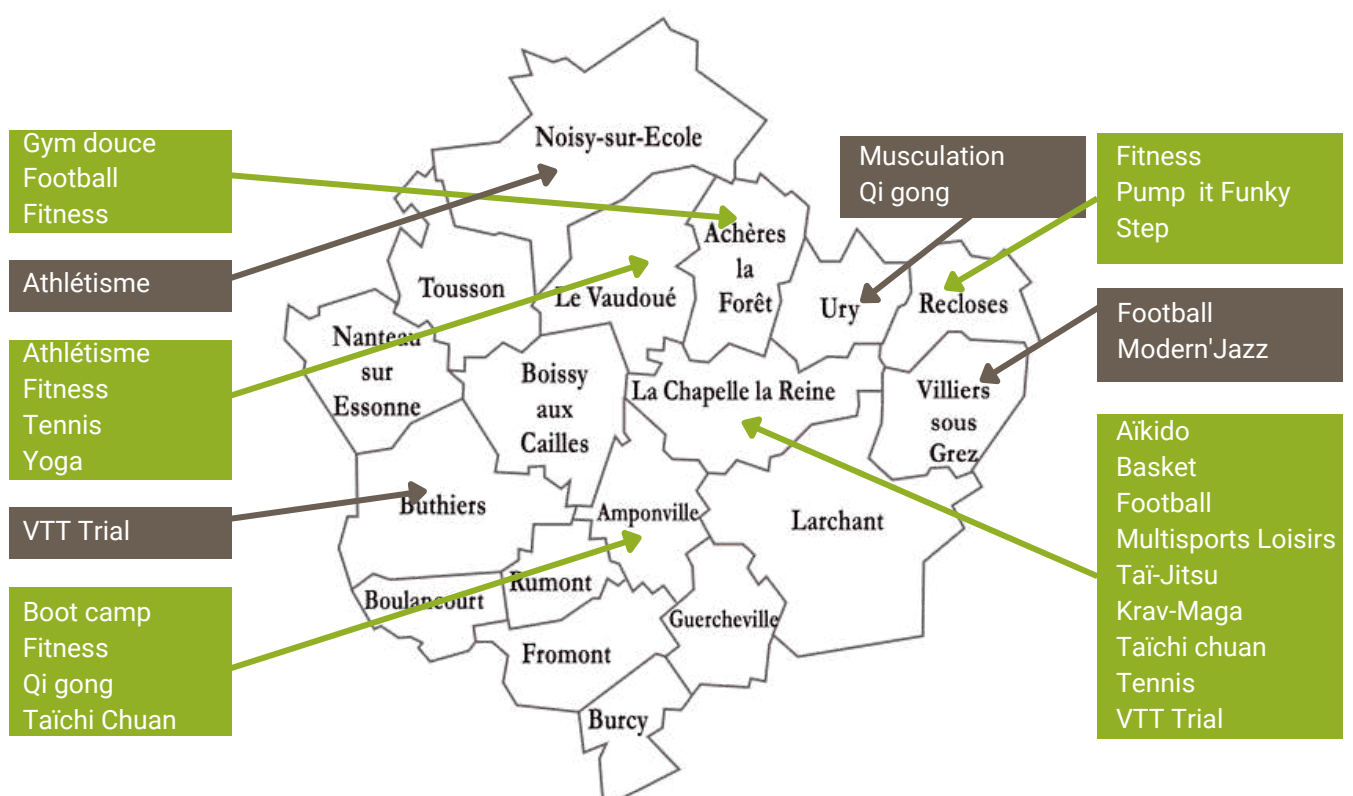 Gym douce
Football
Fitness
Athlétisme
Athlétisme
Fitness
Tennis
Yoga
VTT Trial
Boot camp
Fitness
Qi gong
Taïchi Chuan
Noisy-sur-Ecole
Achères
la
Forêt
Tousson
Le Vaudoué
Ury
Recloses
Nanteau
sur
Essonne
Boissy
aux
Cailles
La Chapelle la Reine
Villiers
sous
Grez
Buthiers
Amponville
Larchant
Rumont
Boulancourt
Guercheville
Fromont
Burcy
Musculation
Qi gong
Fitness
Pump it Funky
Step
Football
Modern'Jazz
Aïkido
Basket
Football
Multisports Loisirs
Taï-Jitsu
Krav-Maga
Taïchi chuan
Tennis
VTT Trial